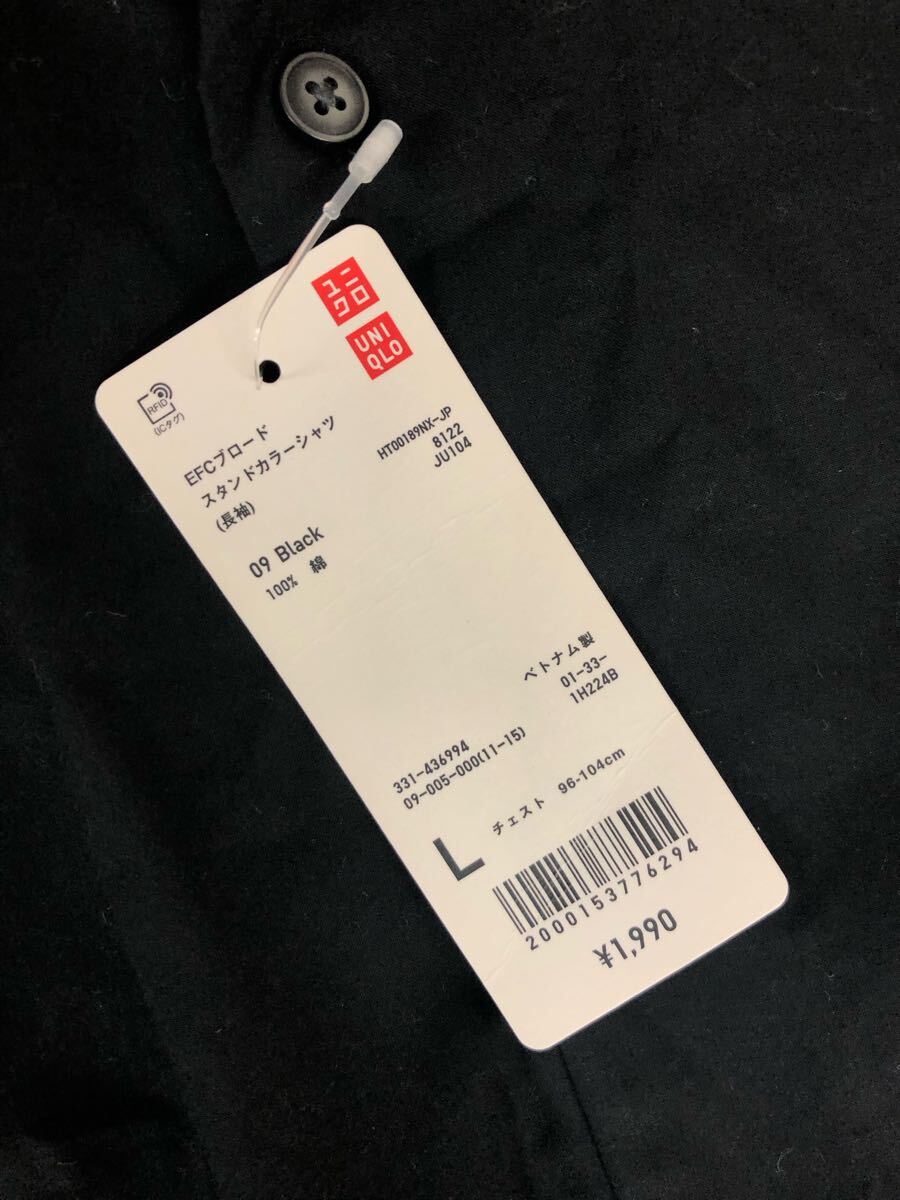 ユニ
クロ
UNI
QLO
RFID
(ICタグ)
EFCブロード
スタンドカラーシャツ
(長袖)
HT00189NX-JP
8122
JU104
09 Black
100% 綿
ベトナム製
01-33-
1H224B
331-436994
09-005-000(11-15)
L チェスト 96-104cm
2000153776294
¥1,990